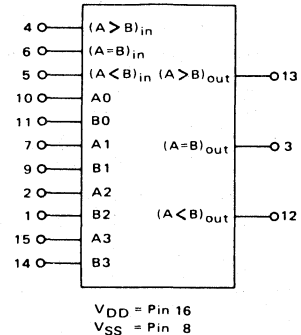 4 (A > B)in
6 (A=B)in
5 (A < B)in (A > B)out 13
10 A0
11 B0
7 A1 (A=B)out 3
9 B1
2 A2
1 B2 (A < B)out 12
15 A3
14 B3
VDD = Pin 16
VSS = Pin 8